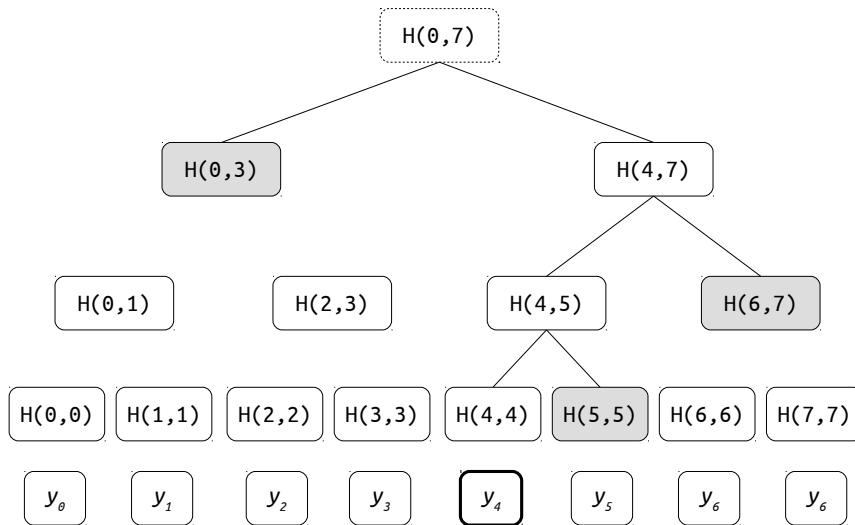 H(0,7)
H(0,3) H(4,7)
H(0,1) H(2,3) H(4,5) H(6,7)
H(0,0) H(1,1) H(2,2) H(3,3) H(4,4) H(5,5) H(6,6) H(7,7)
y₀ y₁ y₂ y₃ y₄ y₅ y₆ y₆